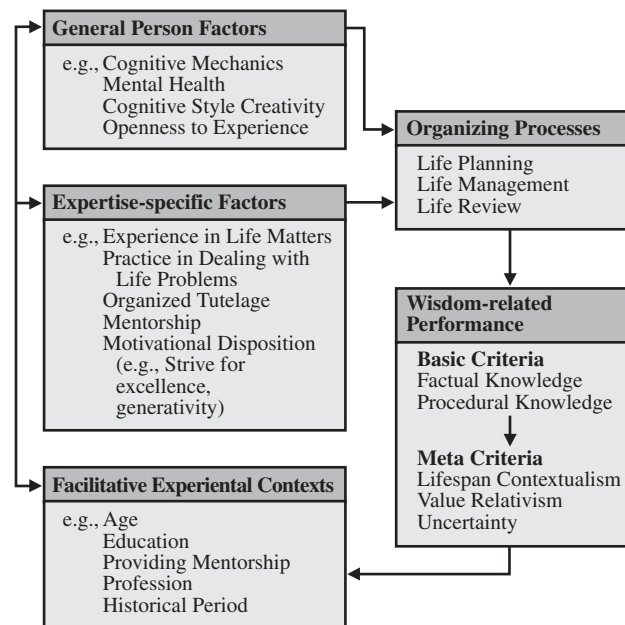 General Person Factors
e.g., Cognitive Mechanics
Mental Health
Cognitive Style Creativity
Openness to Experience
Expertise-specific Factors
e.g., Experience in Life Matters
Practice in Dealing with
Life Problems
Organized Tutelage
Mentorship
Motivational Disposition
(e.g., Strive for
excellence,
generativity)
Facilitative Experiental Contexts
e.g., Age
Education
Providing Mentorship
Profession
Historical Period
Organizing Processes
Life Planning
Life Management
Life Review
Wisdom-related
Performance
Basic Criteria
Factual Knowledge
Procedural Knowledge
Meta Criteria
Lifespan Contextualism
Value Relativism
Uncertainty